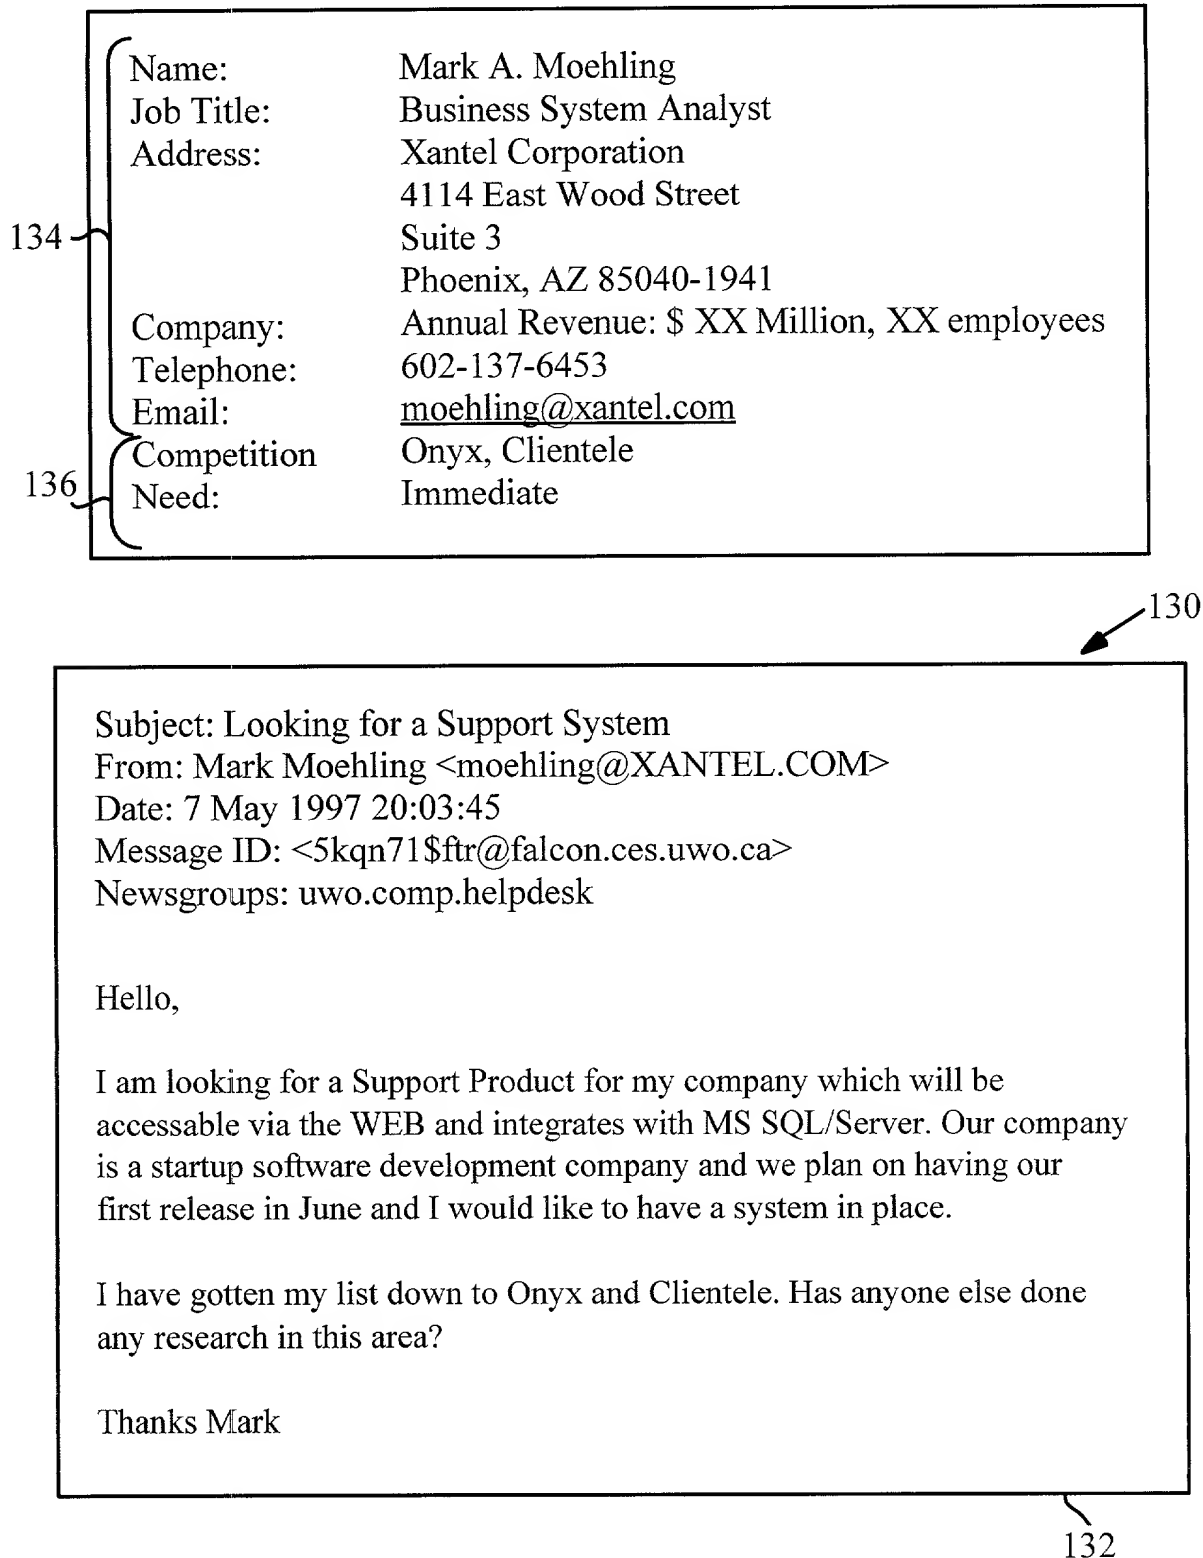 Name: Mark A. Moehling
Job Title: Business System Analyst
Address: Xantel Corporation
4114 East Wood Street
134
Suite 3
Phoenix, AZ 85040-1941
Company: Annual Revenue: $ XX Million, XX employees
Telephone: 602-137-6453
Email: moehling@xantel.com
Competition Onyx, Clientele
136
Need: Immediate
130
Subject: Looking for a Support System
From: Mark Moehling <moehling@XANTEL.COM>
Date: 7 May 1997 20:03:45
Message ID: <5kqn71$ftr@falcon.ces.uwo.ca>
Newsgroups: uwo.comp.helpdesk
Hello,
I am looking for a Support Product for my company which will be
accessable via the WEB and integrates with MS SQL/Server. Our company
is a startup software development company and we plan on having our
first release in June and I would like to have a system in place.
I have gotten my list down to Onyx and Clientele. Has anyone else done
any research in this area?
Thanks Mark
132